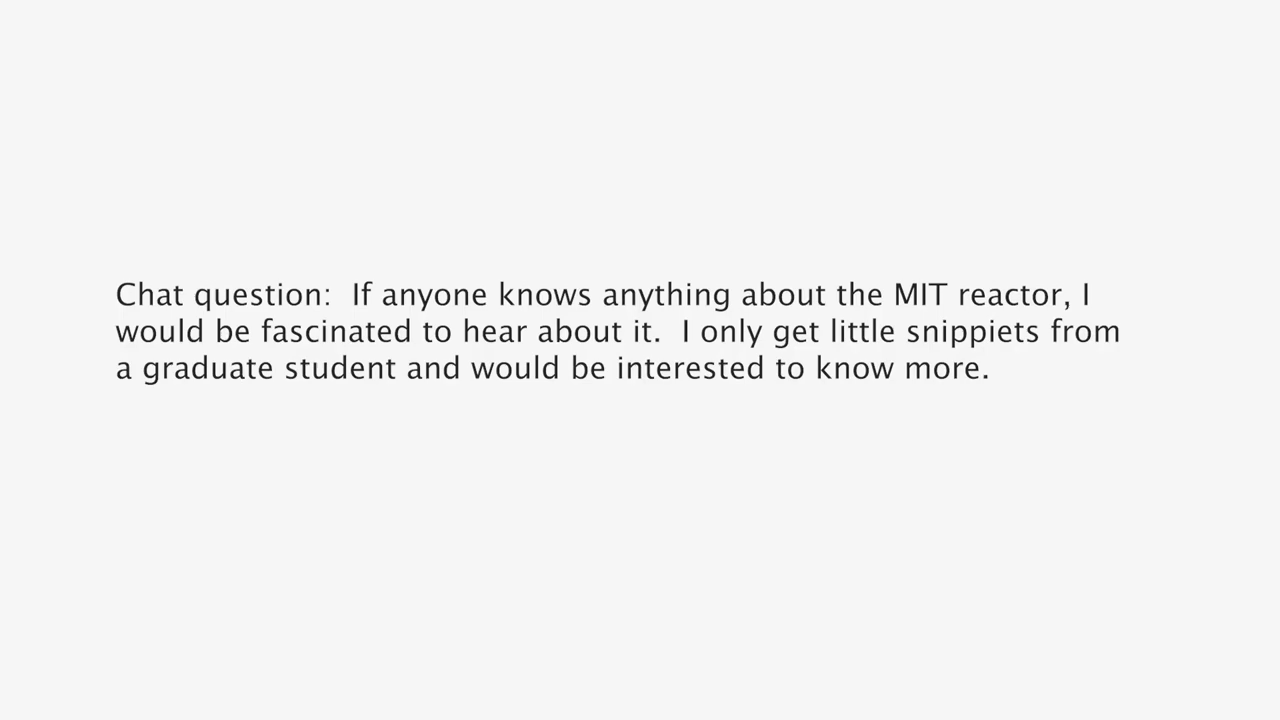 Chat question:  If anyone knows anything about the MIT reactor, I
would be fascinated to hear about it.  I only get little snippiets from
a graduate student and would be interested to know more.